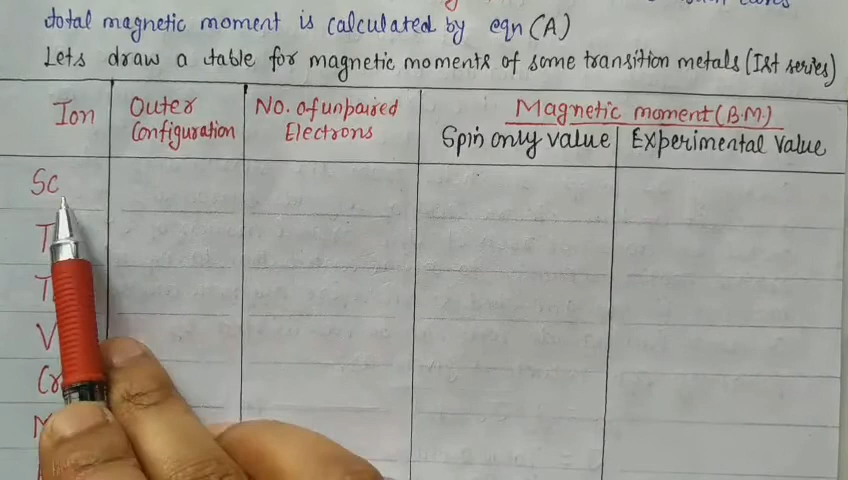 total magnetic moment is calculated by eqn (A)
Lets draw a table for magnetic moments of some transition metals (Ist series)
Ion
Outer Configuration
No. of unpaired Electrons
Magnetic moment (B.M.)
Spin only value
Experimental value
Sc
T
T
V
Cr